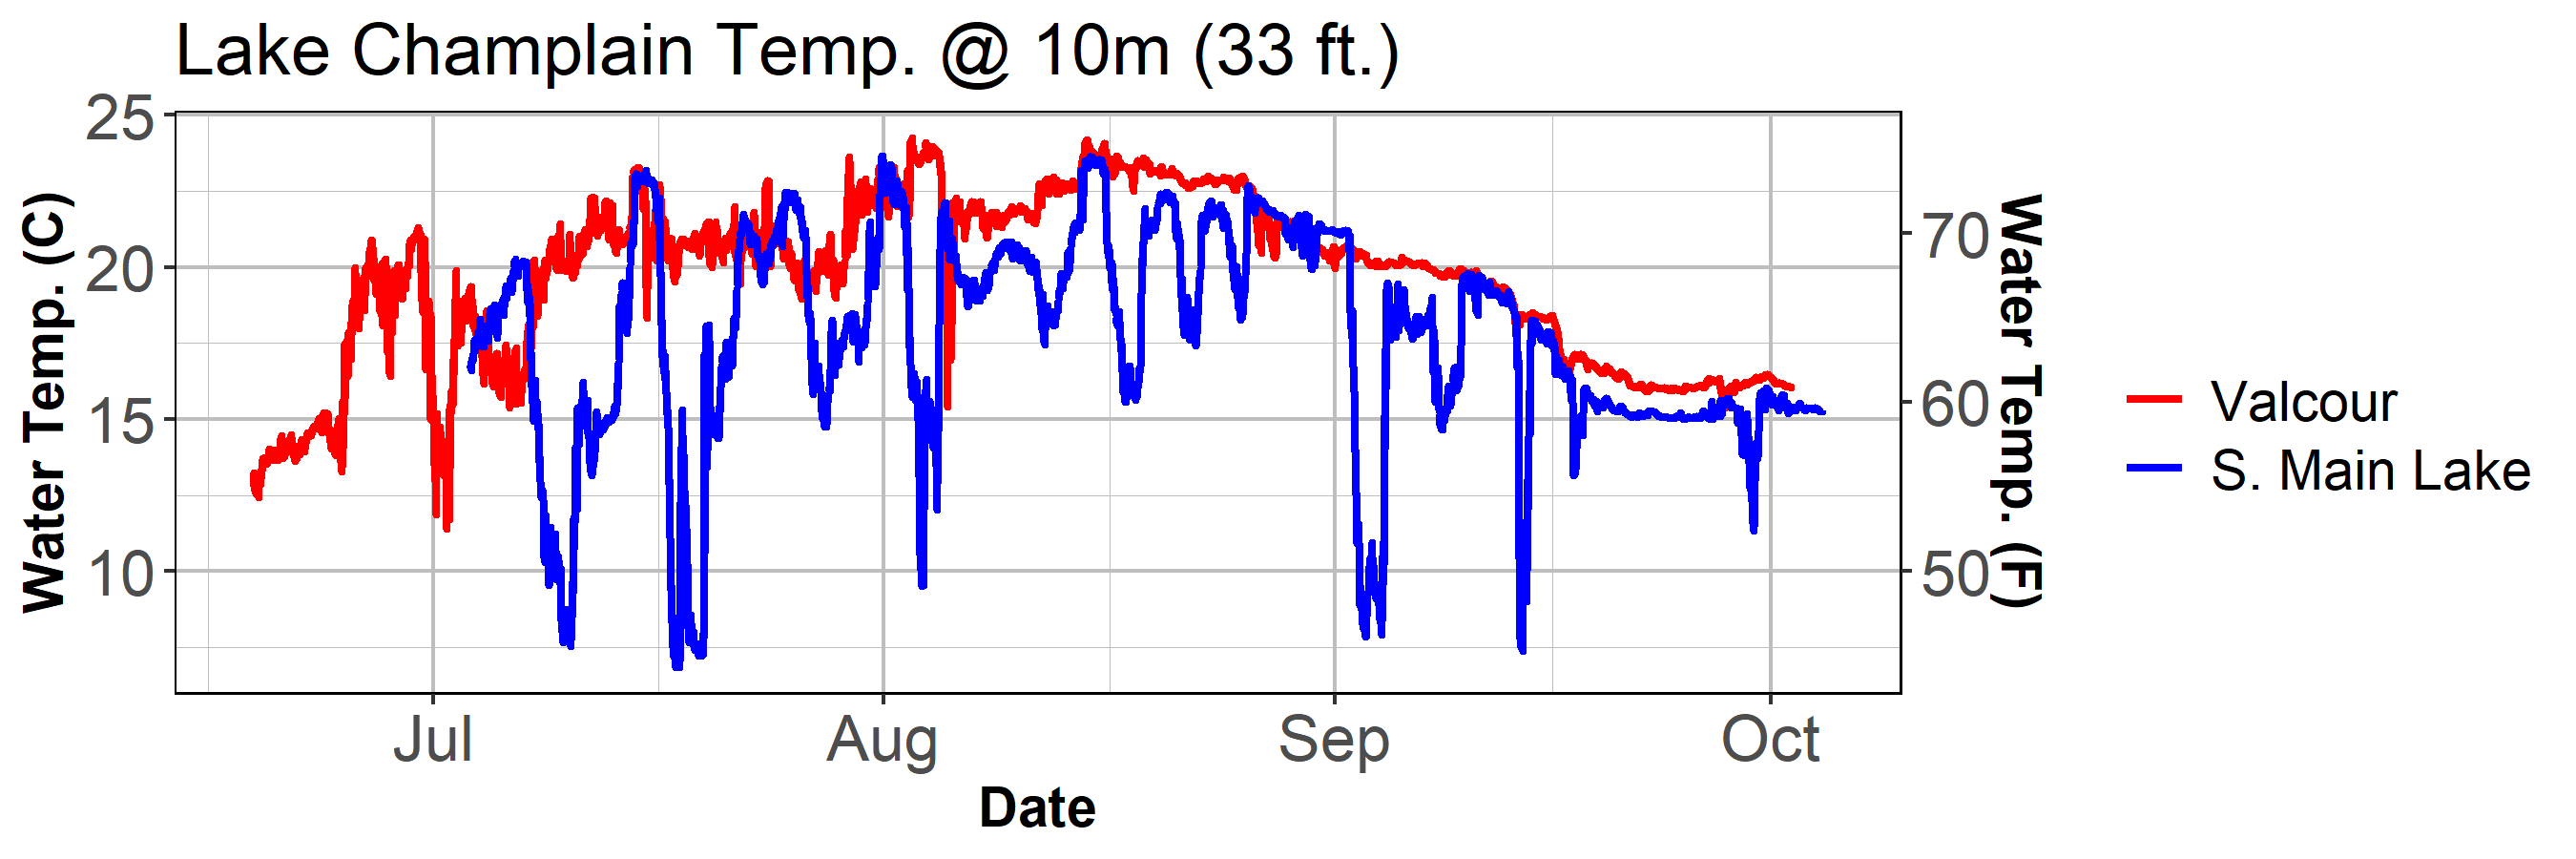 Lake Champlain Temp. @ 10m (33 ft.)
Water Temp. (C)
25
20
15
10
70
60
50
Water Temp. (F)
Jul Aug Sep Oct
Date
Valcour
S. Main Lake